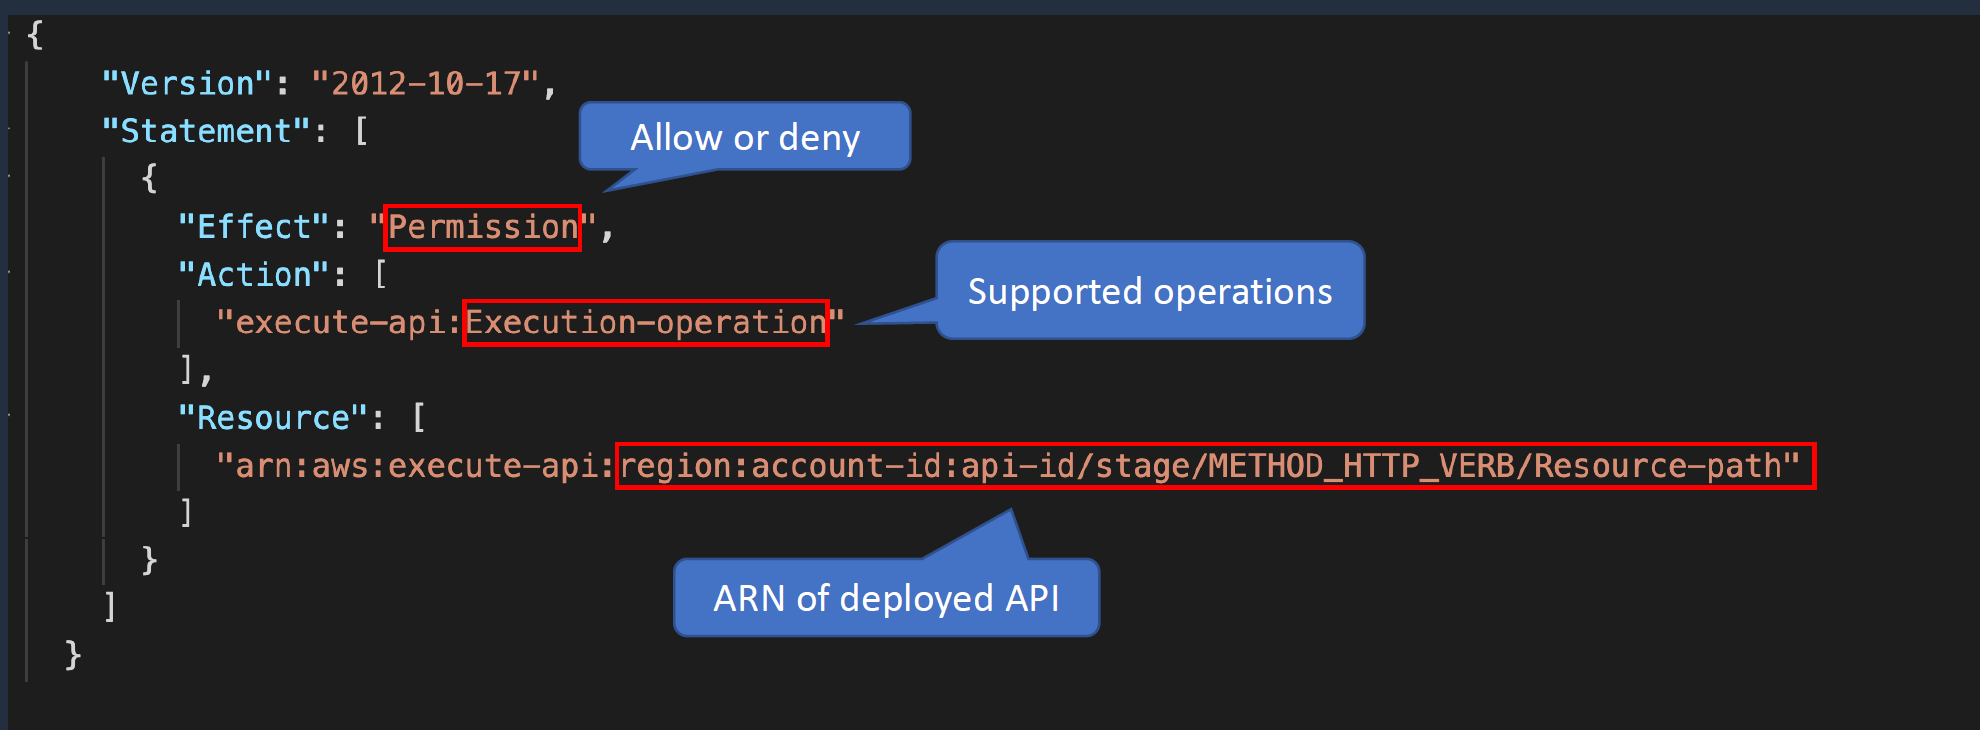 {
"Version": "2012-10-17",
"Statement": [
Allow or deny
{
"Effect": "Permission",
"Action": [
Supported operations
"execute-api:Execution-operation"
],
"Resource": [
"arn:aws:execute-api:region:account-id:api-id/stage/METHOD_HTTP_VERB/Resource-path"
]
ARN of deployed API
}
]
}